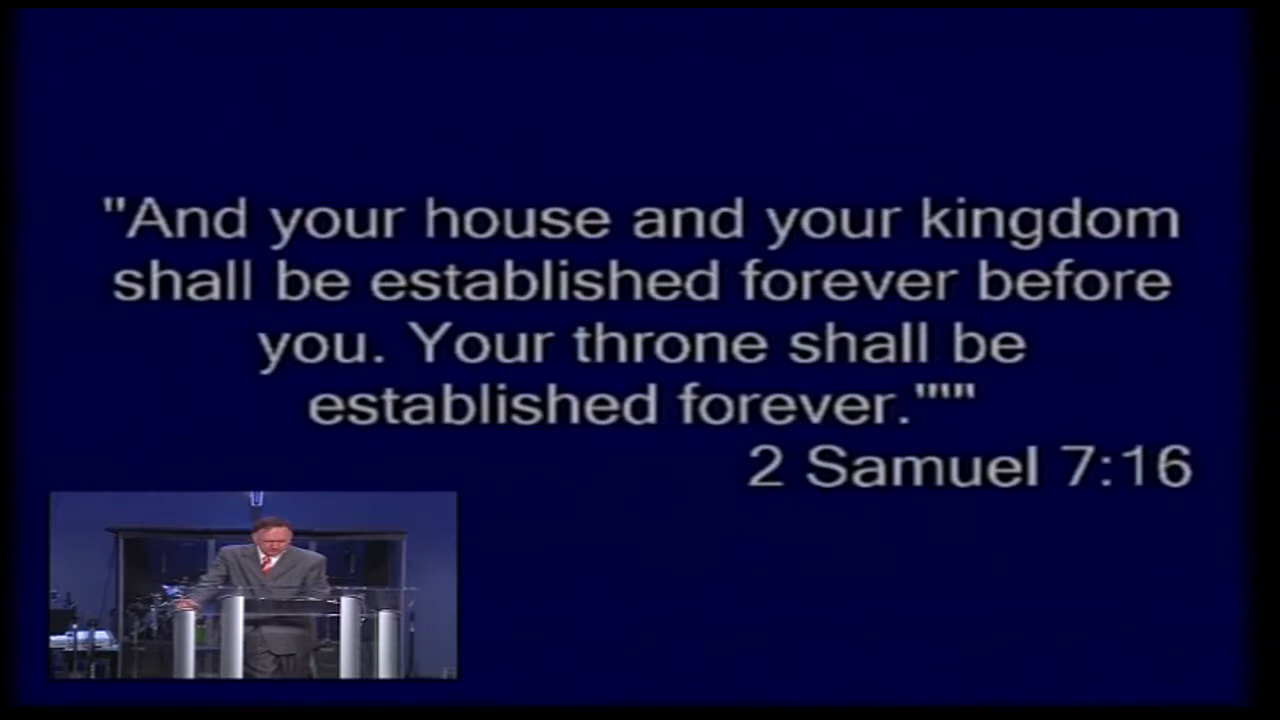 "And your house and your kingdom
shall be established forever before
you. Your throne shall be
established forever."""
2 Samuel 7:16